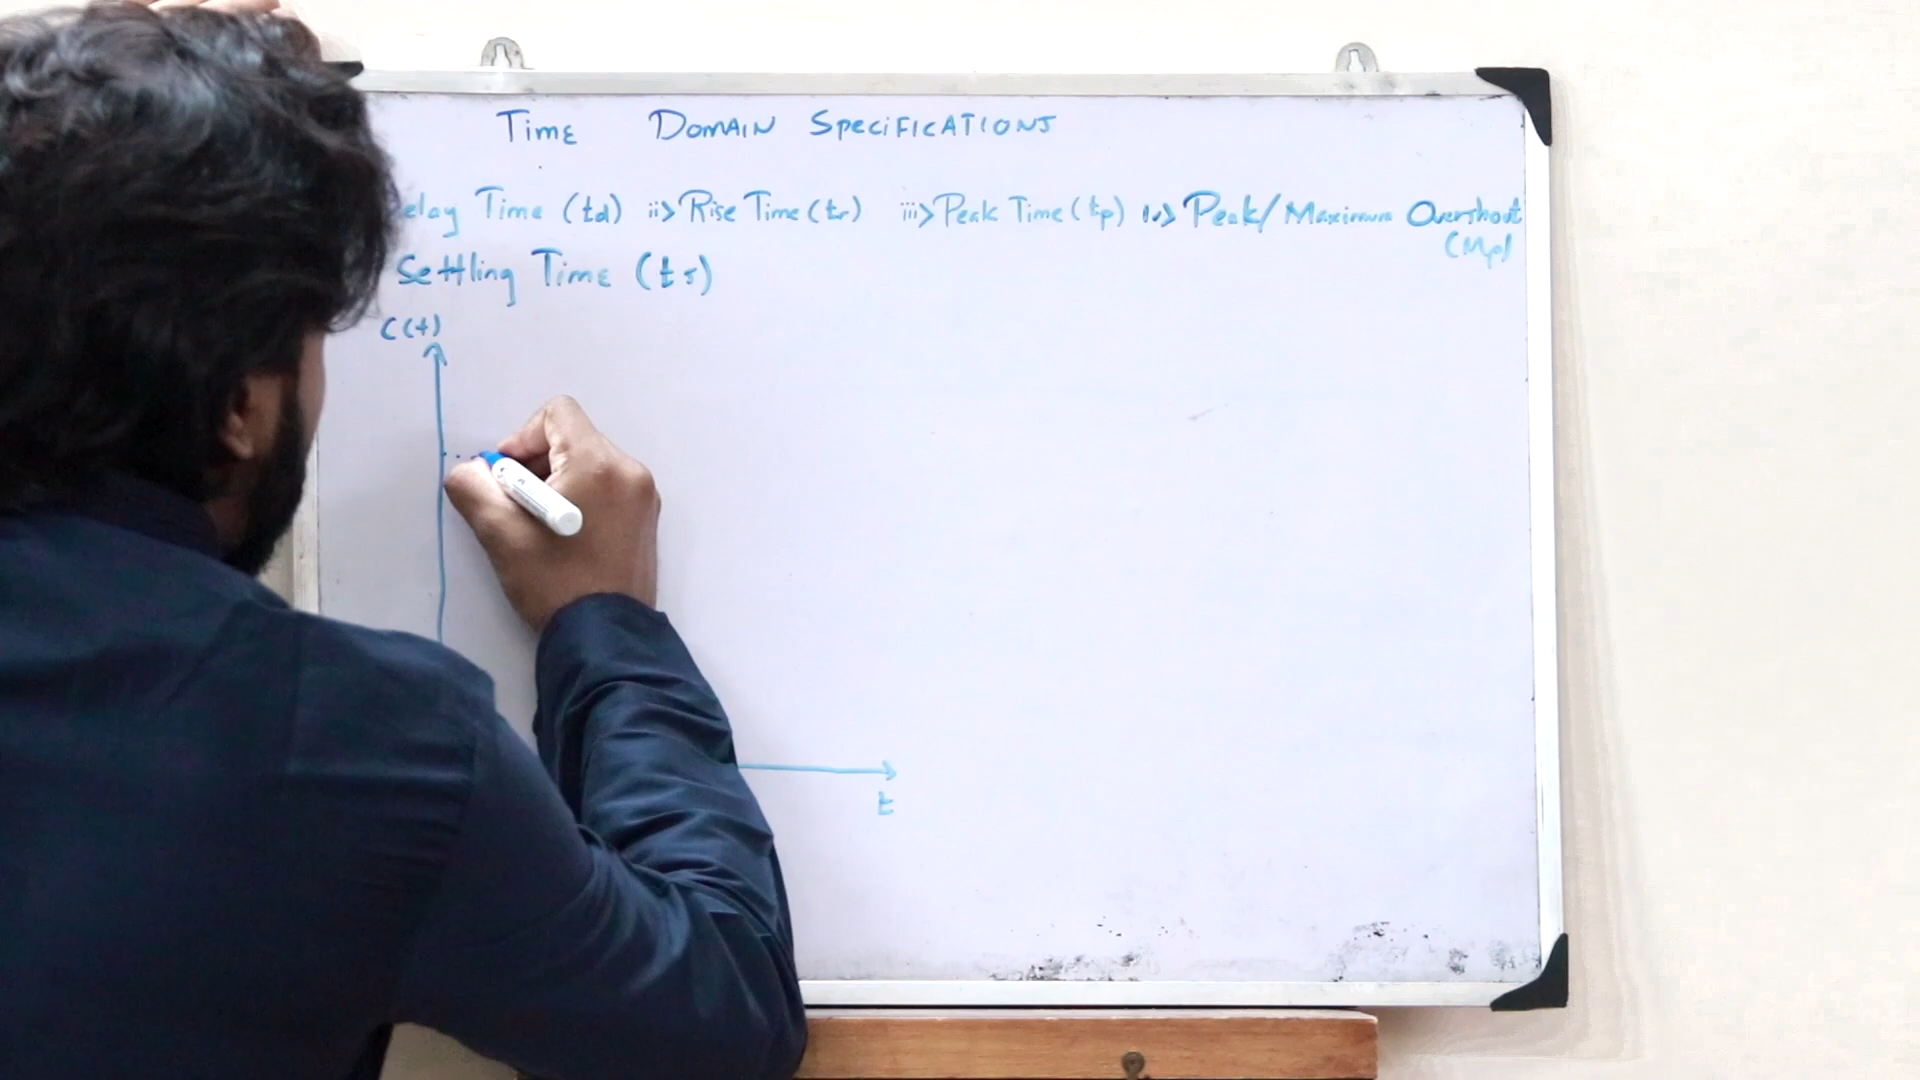 Time Domain Specifications
elay Time (td) ii> Rise Time (tr) iii> Peak Time (tp) iv> Peak/Maximum Overshoot
(Mp)
Settling Time (ts)
C(t)
t